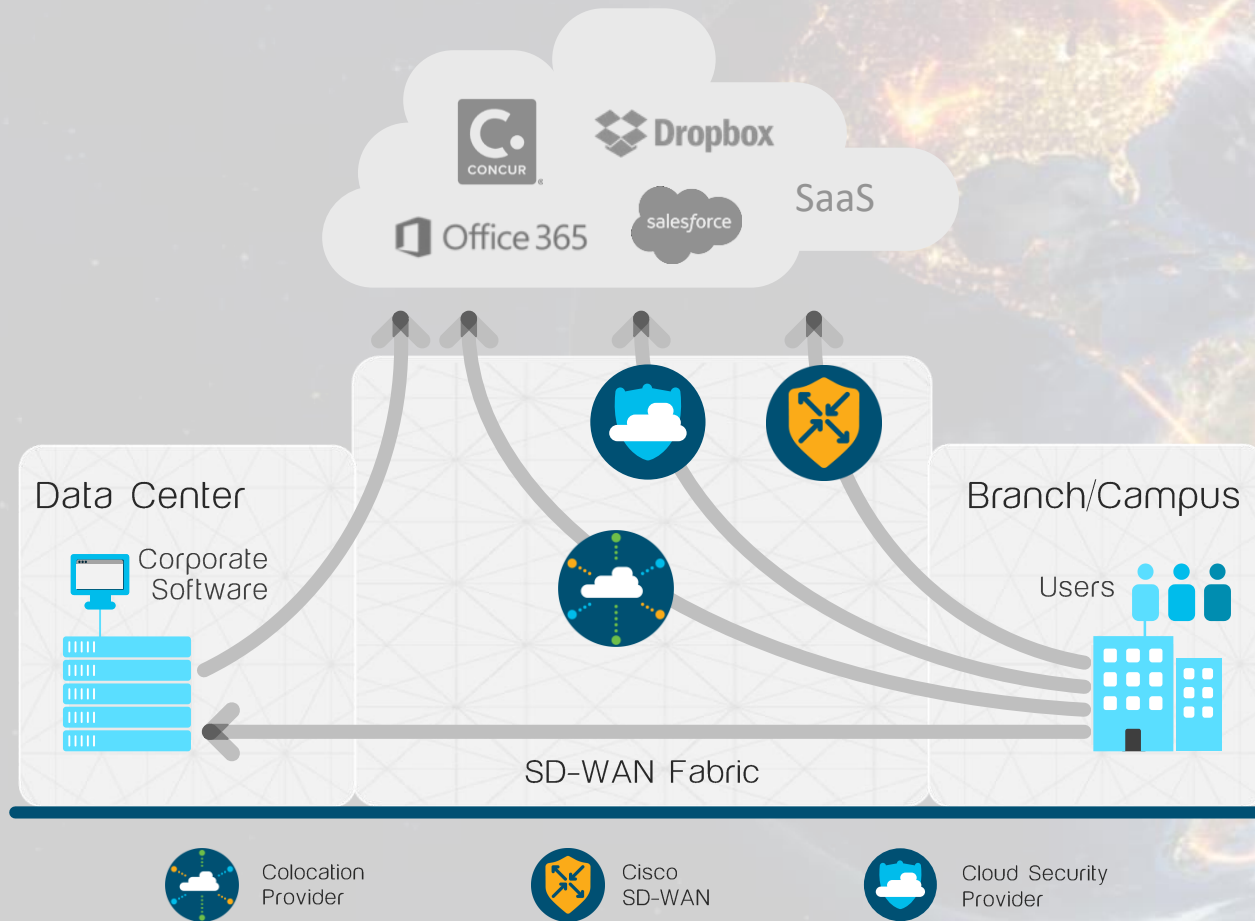 CONCUR
Dropbox
SaaS
salesforce
Office 365
Data Center
Corporate
Software
Branch/Campus
Users
SD-WAN Fabric
Colocation
Provider
Cisco
SD-WAN
Cloud Security
Provider